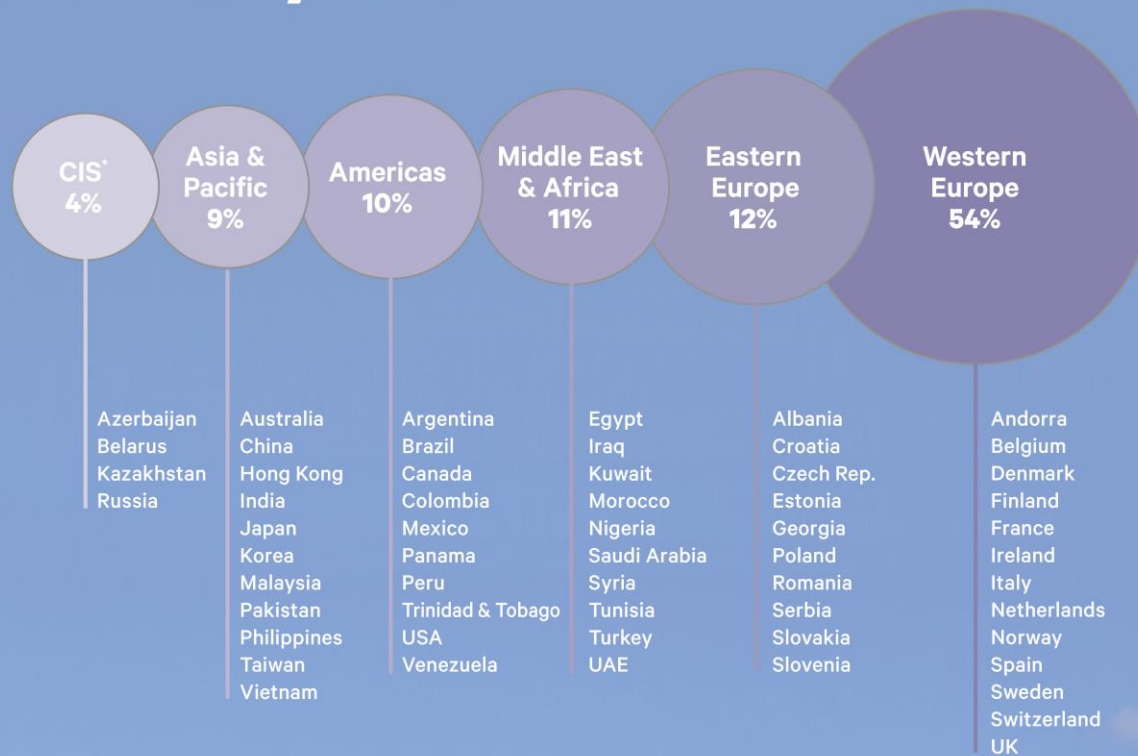 CIS*
4%
Asia &
Pacific
9%
Americas
10%
Middle East
& Africa
11%
Eastern
Europe
12%
Western
Europe
54%
Azerbaijan
Belarus
Kazakhstan
Russia
Australia
China
Hong Kong
India
Japan
Korea
Malaysia
Pakistan
Philippines
Taiwan
Vietnam
Argentina
Brazil
Canada
Colombia
Mexico
Panama
Peru
Trinidad & Tobago
USA
Venezuela
Egypt
Iraq
Kuwait
Morocco
Nigeria
Saudi Arabia
Syria
Tunisia
Turkey
UAE
Albania
Croatia
Czech Rep.
Estonia
Georgia
Poland
Romania
Serbia
Slovakia
Slovenia
Andorra
Belgium
Denmark
Finland
France
Ireland
Italy
Netherlands
Norway
Spain
Sweden
Switzerland
UK